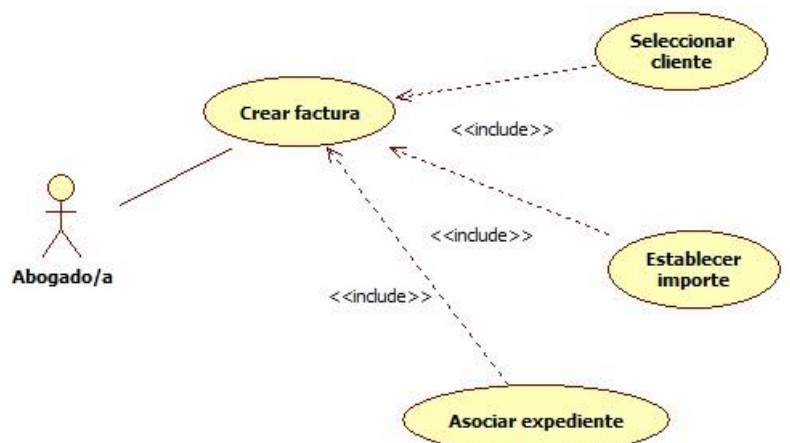 Seleccionar
cliente
Crear factura
<<include>>
<<include>>
Establecer
importe
Abogado/a
<<include>>
Asociar expediente